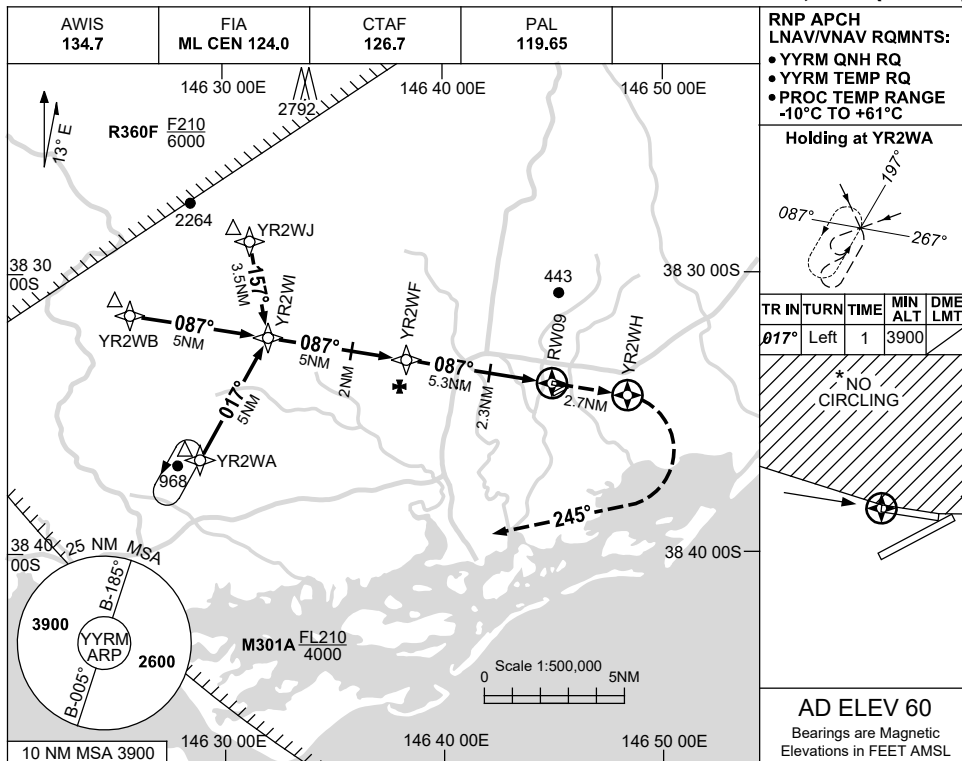 AWIS
134.7
FIA
ML CEN 124.0
CTAF
126.7
PAL
119.65
RNP APCH
LNAV/VNAV RQMNTS:
• YYRM QNH RQ
• YYRM TEMP RQ
• PROC TEMP RANGE
-10°C TO +61°C
146 30 00E
146 40 00E
146 50 00E
2792
13° E
R360F F210
6000
2264
YR2WJ
157°
3.5NM
YR2WI
38 30
00S
38 30 00S
YR2WB
087°
5NM
087°
5NM
2NM
YR2WF
087°
5.3NM
2.3NM
443
RW09
2.7NM
YR2WH
017°
5NM
YR2WA
968
245°
38 40
00S
38 40 00S
25 NM MSA
B-185°
3900
YYRM
ARP
2600
B-005°
M301A FL210
4000
Scale 1:500,000
0
5NM
10 NM MSA 3900
146 30 00E
146 40 00E
146 50 00E
Holding at YR2WA
197°
087°
267°
TR IN TURN TIME MIN ALT DME LMT
017° Left 1 3900
*NO
CIRCLING
AD ELEV 60
Bearings are Magnetic
Elevations in FEET AMSL